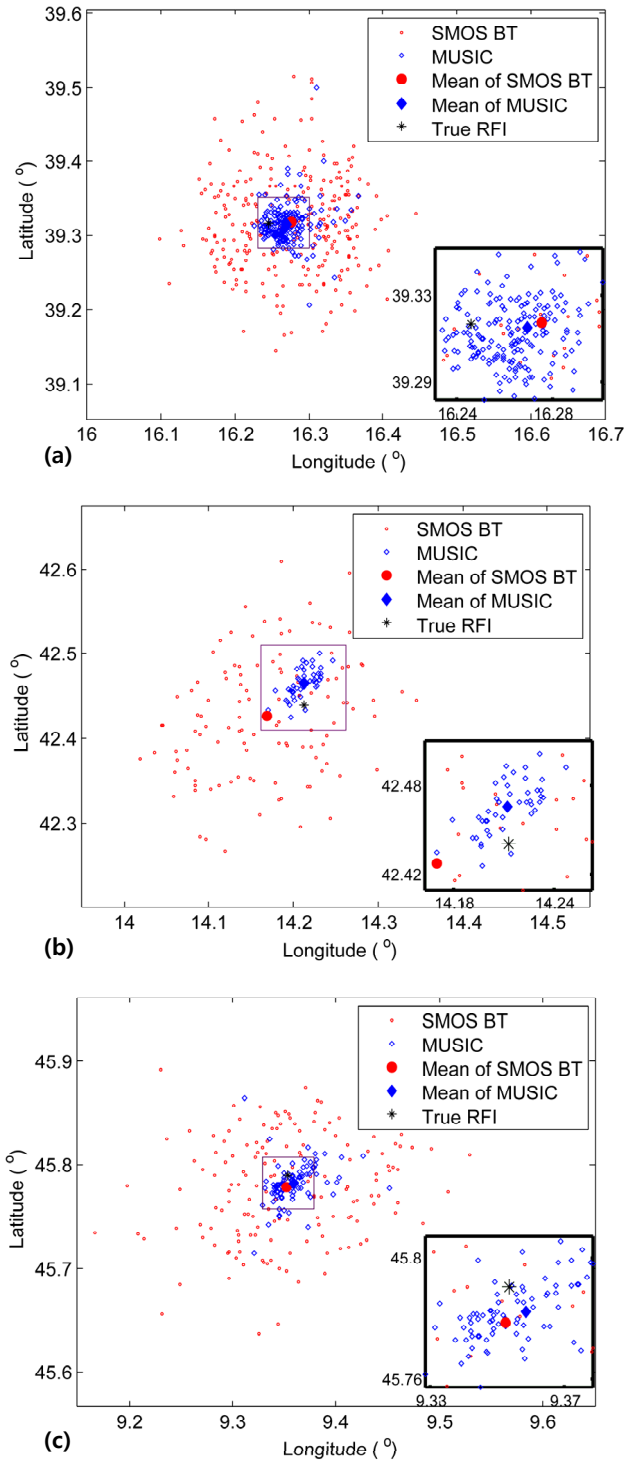 39.6
39.5
39.4
39.3
39.2
39.1
Latitude ( o)
SMOS BT
MUSIC
Mean of SMOS BT
Mean of MUSIC
True RFI
39.33
39.29
16.24 16.28
16 16.1 16.2 16.3 16.4 16.5 16.6 16.7
Longitude ( o)
(a)
42.6
42.5
42.4
42.3
Latitude ( o)
SMOS BT
MUSIC
Mean of SMOS BT
Mean of MUSIC
True RFI
42.48
42.42
14.18 14.24
14 14.1 14.2 14.3 14.4 14.5
Longitude ( o)
(b)
45.9
45.8
45.7
45.6
Latitude ( o)
SMOS BT
MUSIC
Mean of SMOS BT
Mean of MUSIC
True RFI
45.8
45.76
9.33 9.37
9.2 9.3 9.4 9.5 9.6
Longitude ( o)
(c)